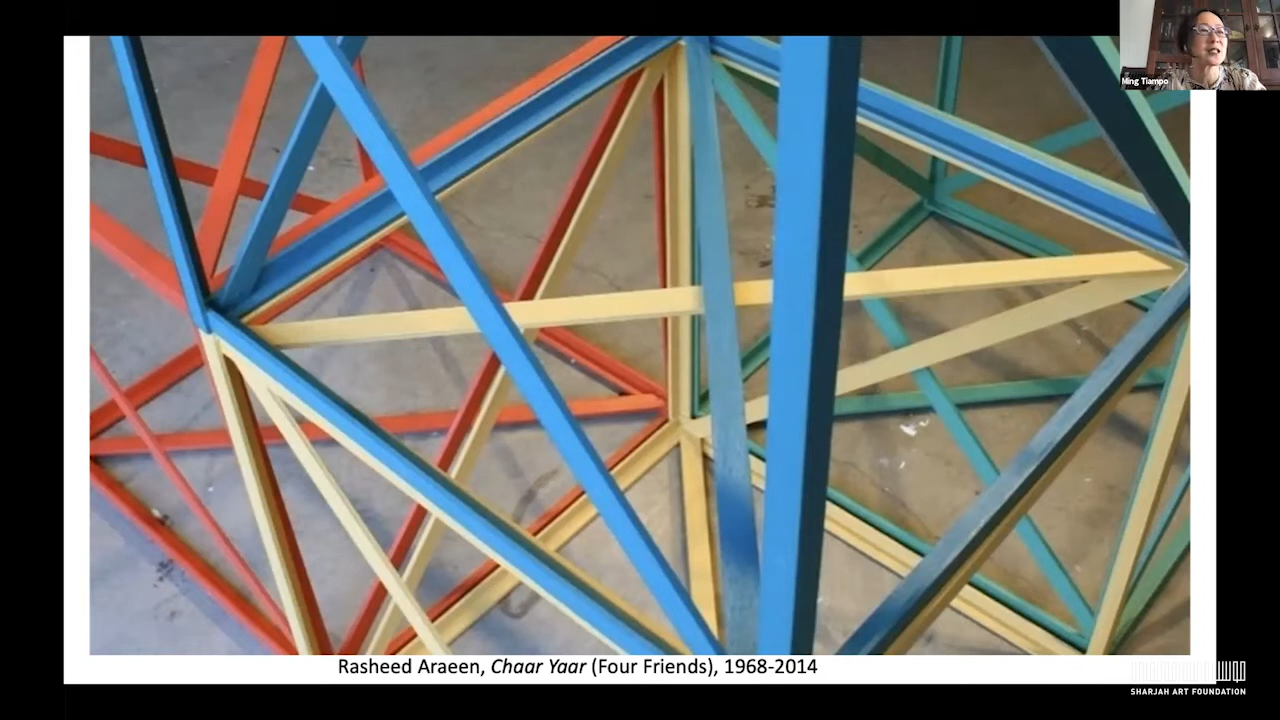 Ming Tiampo
Rasheed Araeen, Chaar Yaar (Four Friends), 1968-2014
SHARJAH ART FOUNDATION